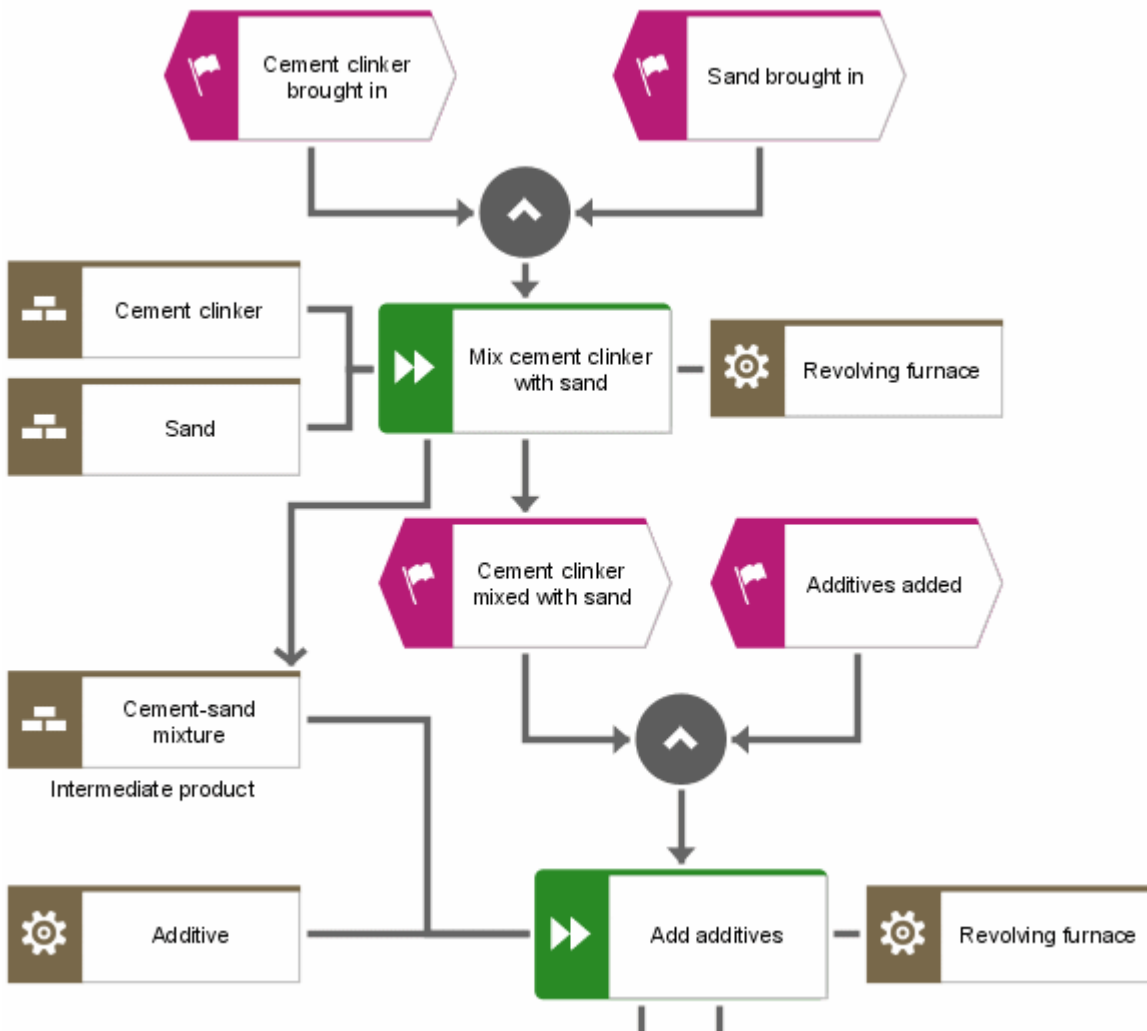 Cement clinker
brought in
Sand brought in
Cement clinker
Mix cement clinker
with sand
Revolving furnace
Sand
Cement clinker
mixed with sand
Additives added
Cement-sand
mixture
Intermediate product
Additive
Add additives
Revolving furnace